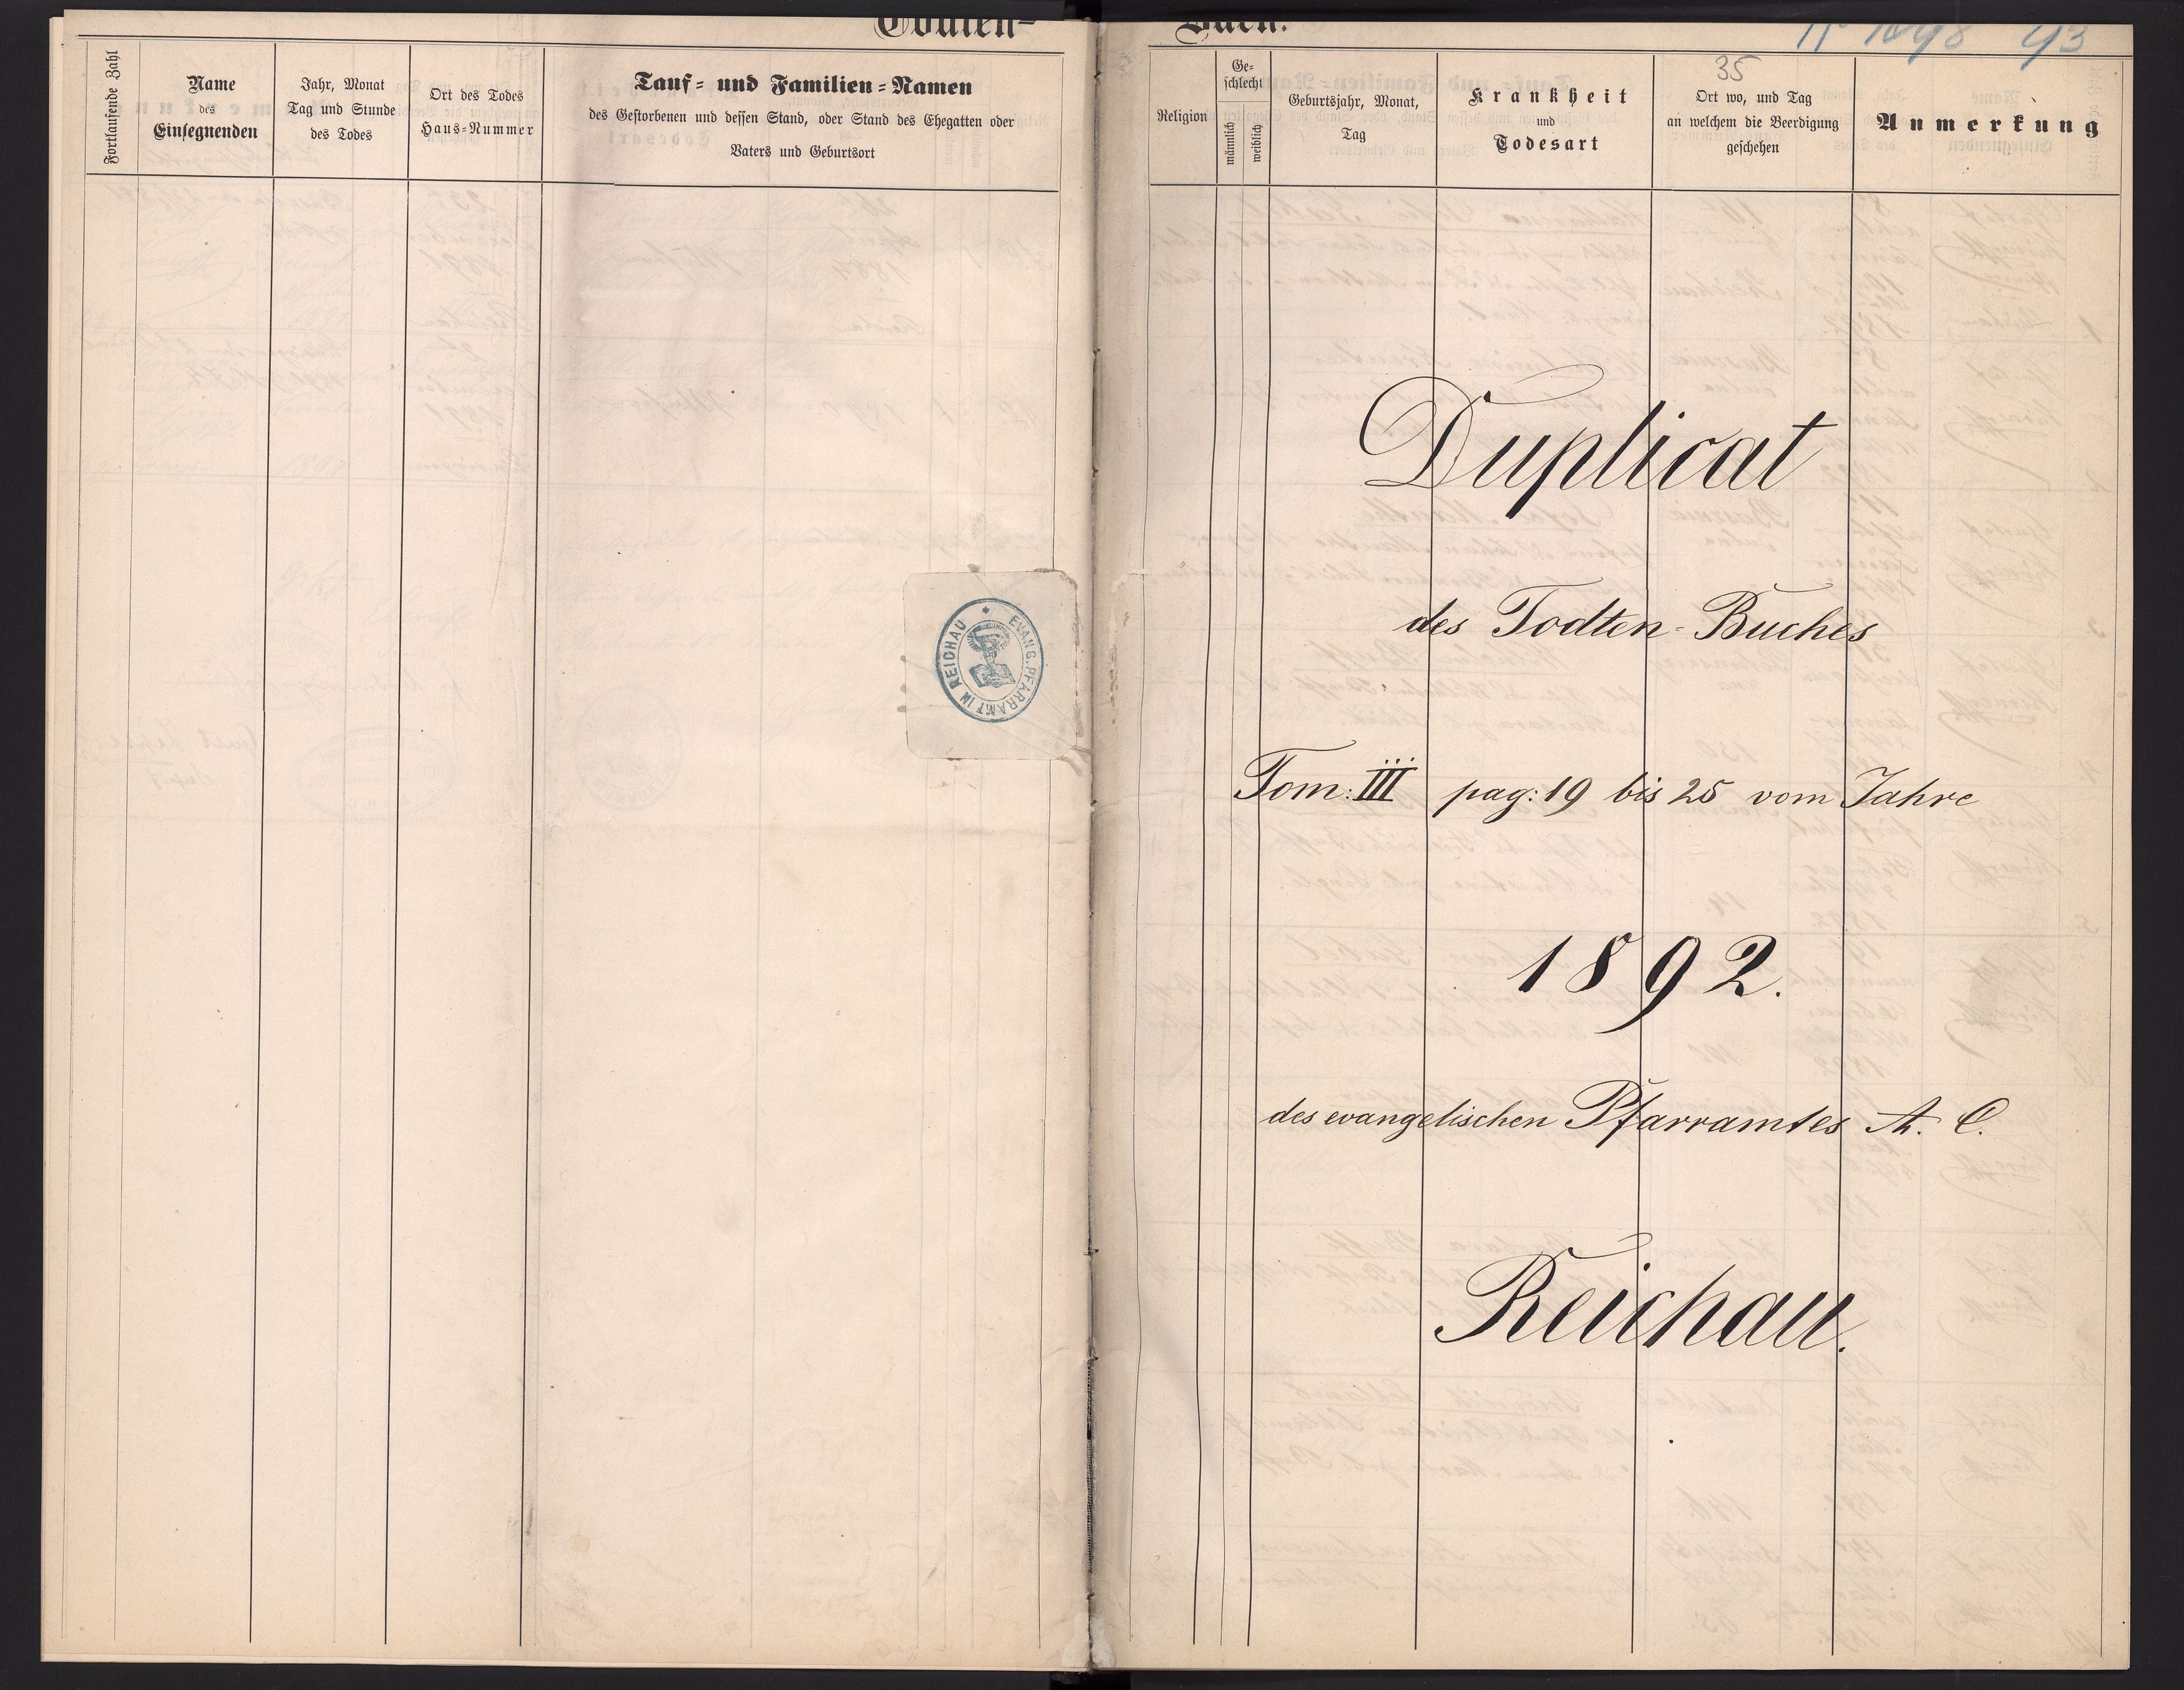 Todten-
Fortlaufende Zahl
Name
des
Einsegnenden
Jahr, Monat
Tag und Stunde
des Todes
Ort des Todes
Haus-Nummer
Tauf- und Familien-Namen
des Gestorbenen und dessen Stand, oder Stand des Ehegatten oder
Vaters und Geburtsort
EVANG. PFARRAMT IN REICHAU *
Buch.
93
35
Religion
Ge-
schlecht
männlich
weiblich
Geburtsjahr, Monat,
Tag
Krankheit
und
Todesart
Ort wo, und Tag
an welchem die Beerdigung
geschehen
Anmerkung
Duplicat
des Todten-Buches
Tom: III pag: 19 bis 25 vom Jahre
1892.
des evangelischen Pfarramtes A. C.
Reichau.